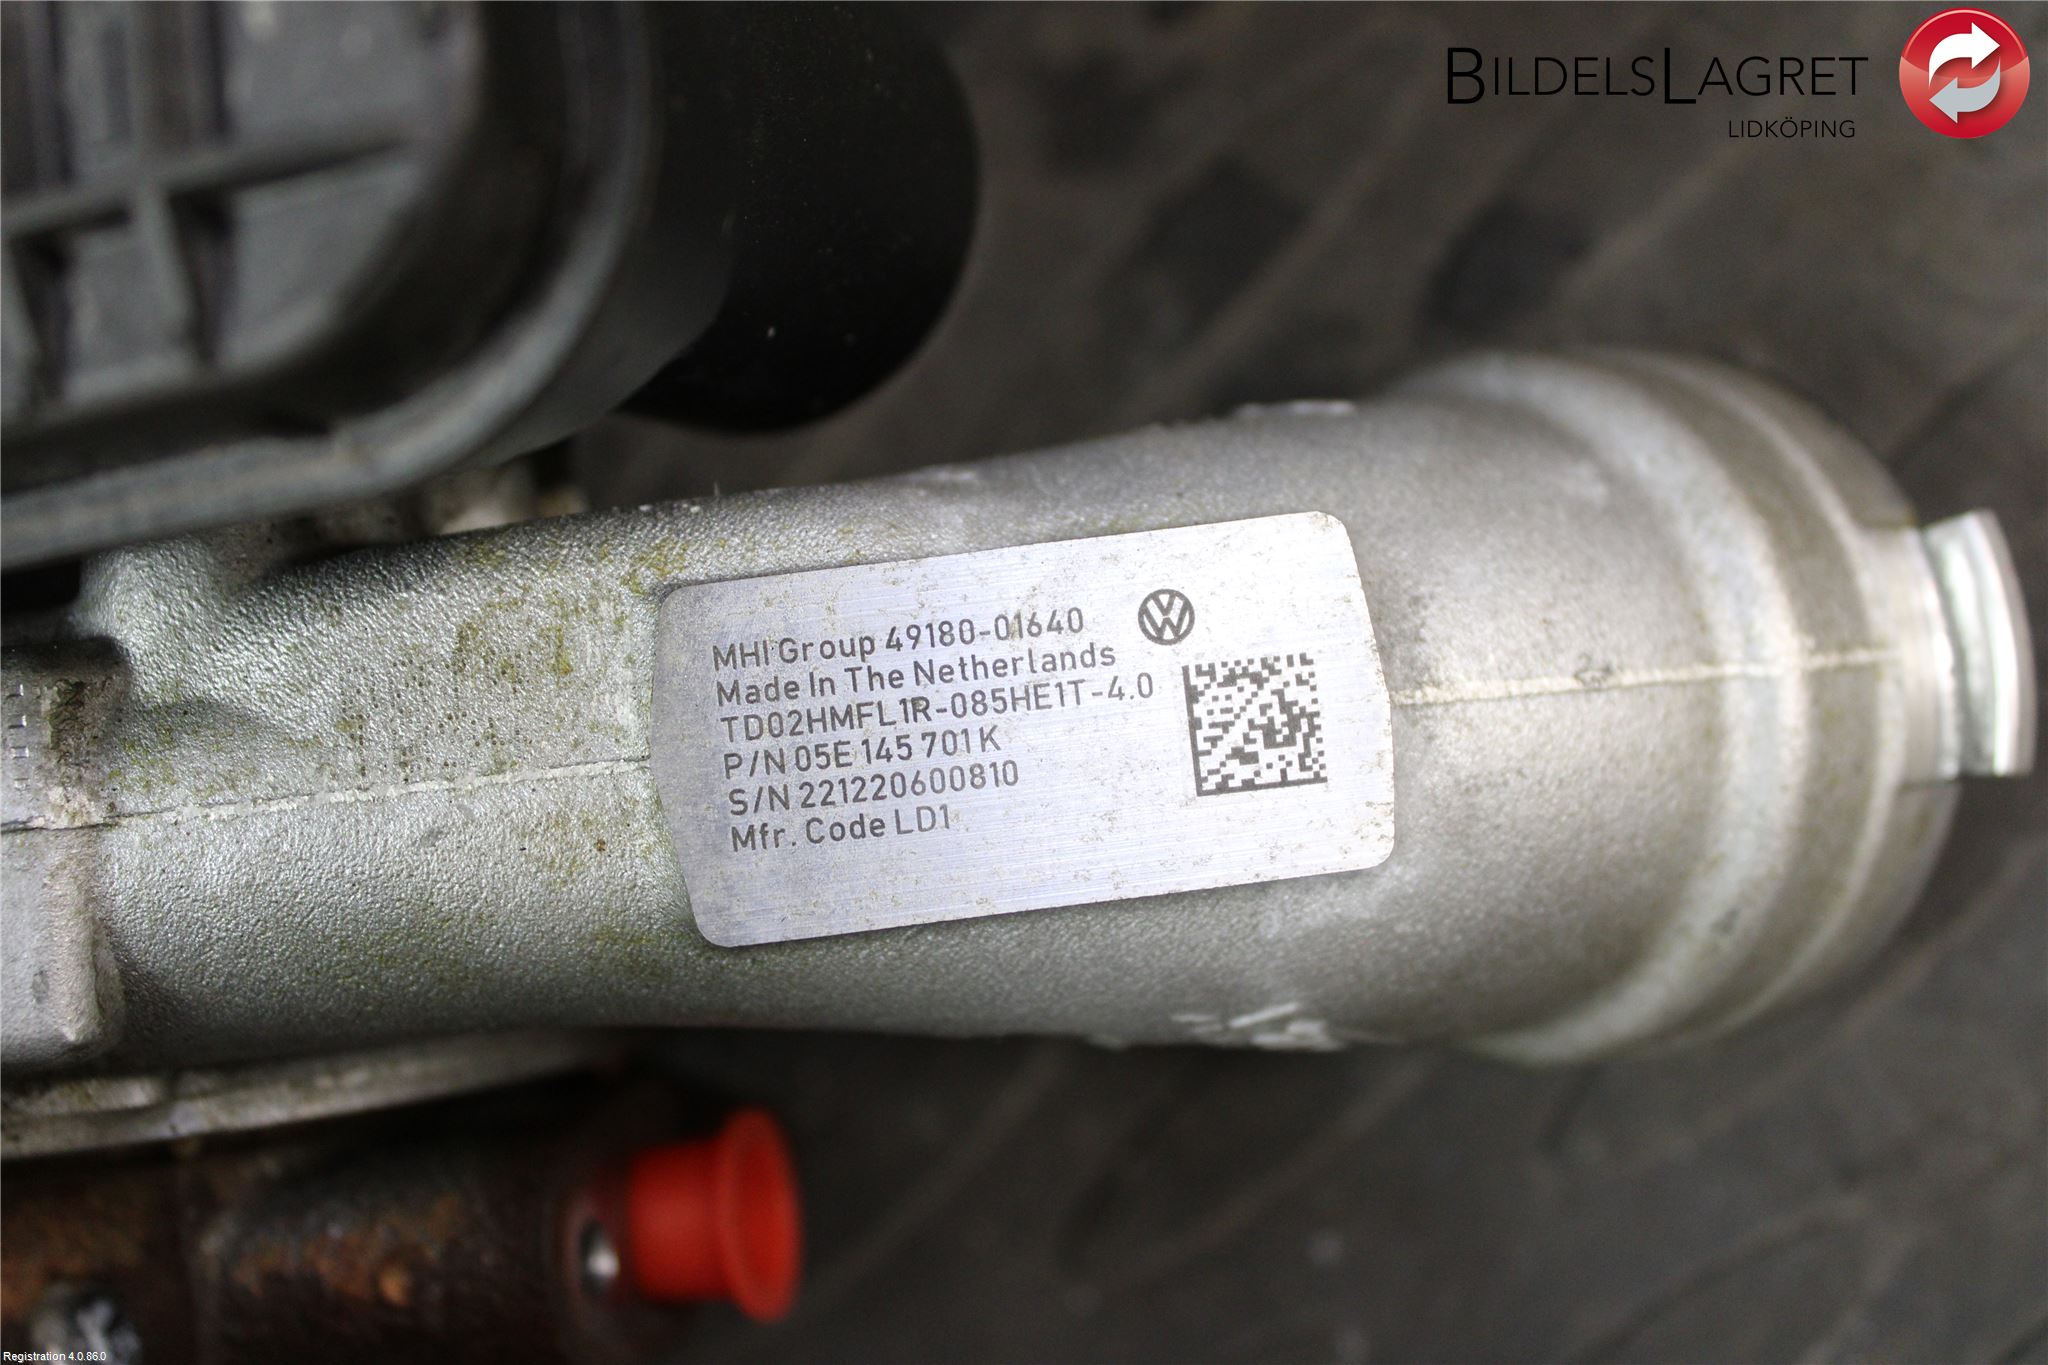 BILDELSLAGRET
LIDKÖPING
MHI Group 49180-01640
Made In The Netherlands
TD02HMFL1R-085HE1T-4.0
P/N 05E 145 701 K
S/N 221220600810
Mfr. Code LD1
Registration 4.0.86.0